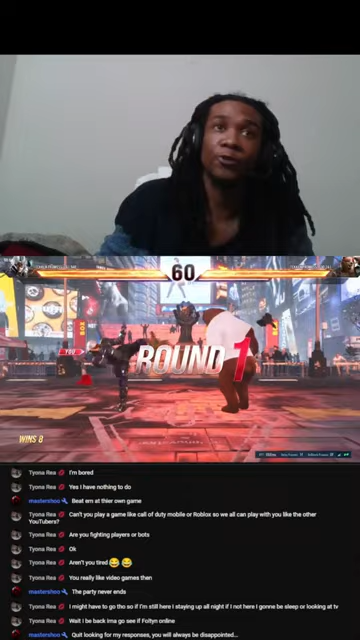 60
YOU
ROUND 1
WINS 8
Tyona Rea I'm bored
Tyona Rea Yes I have nothing to do
mastershoo Beat em at thier own game
Tyona Rea Can't you play a game like call of duty mobile or Roblox so we all can play with you like the other
YouTubers?
Tyona Rea Are you fighting players or bots
Tyona Rea Ok
Tyona Rea Aren't you tired😂😂
Tyona Rea You really like video games then
mastershoo The party never ends
Tyona Rea I might have to go tho so if I'm still here I staying up all night if I not here I gonne be sleep or looking at tv
Tyona Rea Wait I be back ima go see if Foltyn online
mastershoo Quit looking for my responses, you will always be disappointed...